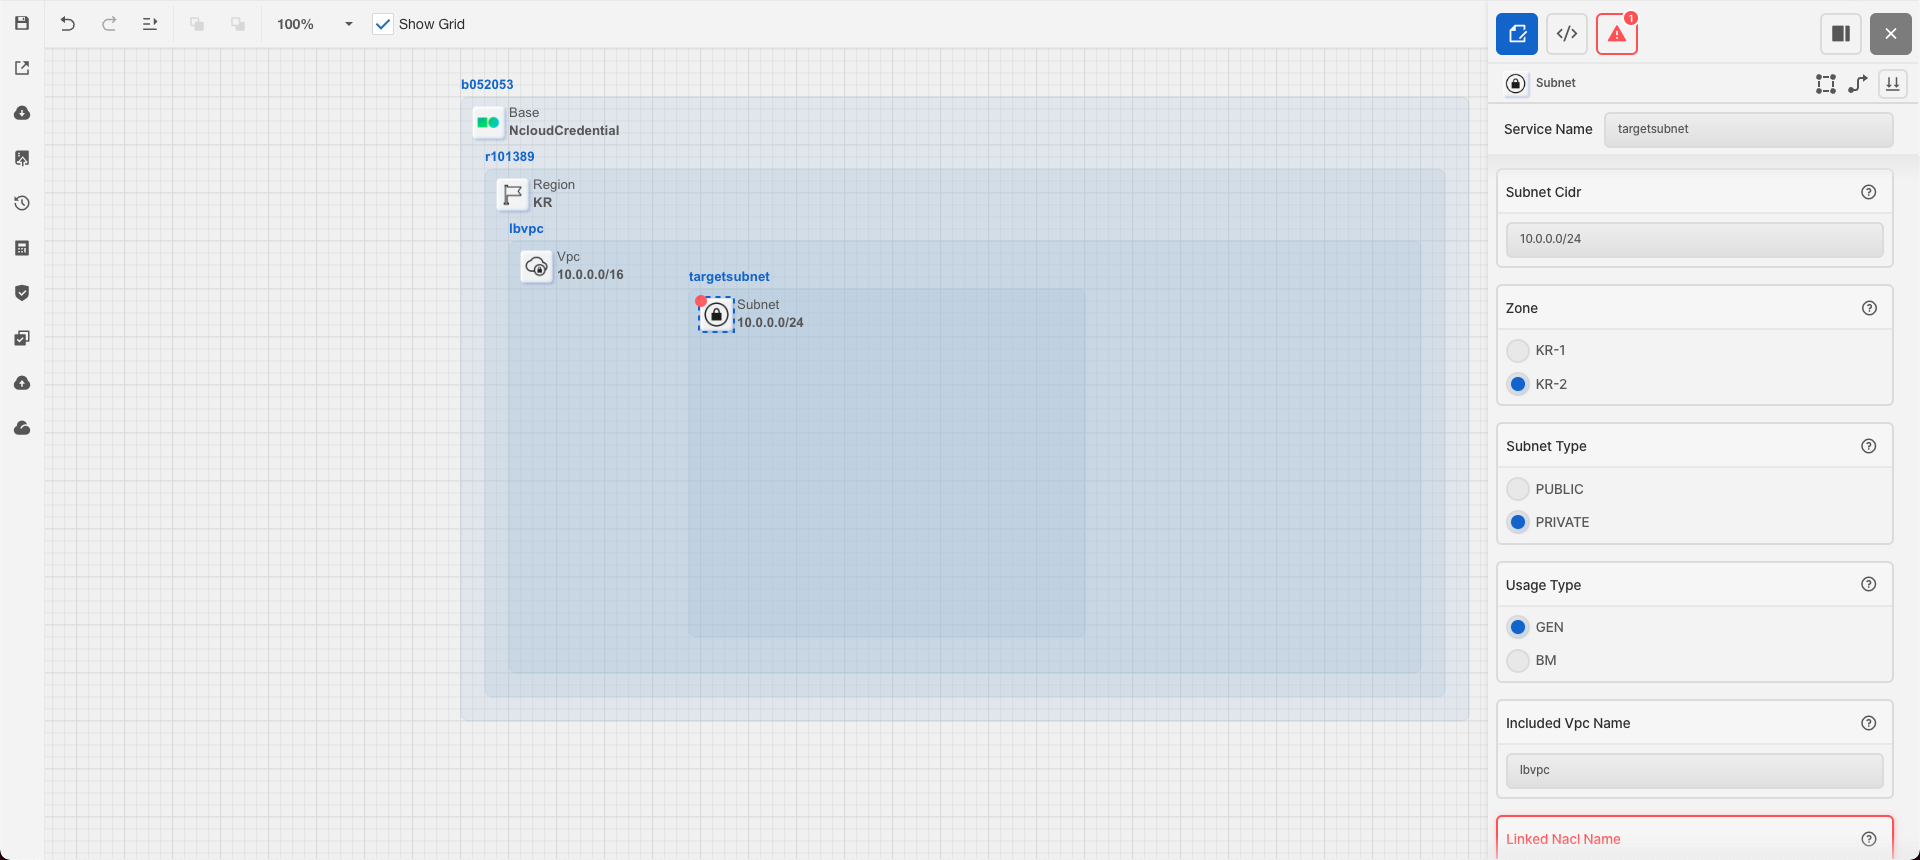 100%
Show Grid
1
b052053
Base
NcloudCredential
r101389
Region
KR
lbvpc
Vpc
10.0.0.0/16
targetsubnet
Subnet
10.0.0.0/24
Subnet
Service Name
targetsubnet
Subnet Cidr
10.0.0.0/24
Zone
KR-1
KR-2
Subnet Type
PUBLIC
PRIVATE
Usage Type
GEN
BM
Included Vpc Name
lbvpc
Linked Nacl Name